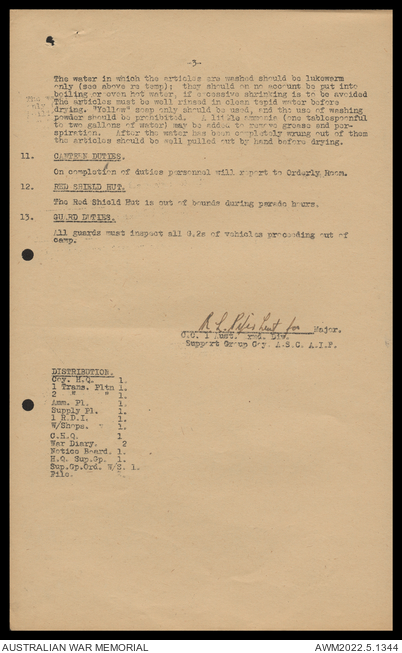 -3-
The water in which the articles are washed should be lukewarm
only (see above re temp); they should on no account be put into
boiling or even hot water, if excessive shrinking is to be avoided
The articles must be well rinsed in clean tepid water before
drying. "Yellow" soap only should be used, and the use of washing
powder should be prohibited. A little ammonia (one tablespoonful
to two gallons of water) may be added to remove grease and per-
spiration. After the water has been completely wrung out of them
the articles should be well pulled out by hand before drying.
11. CANTEEN DUTIES.
On completion of duties personnel will report to Orderly Room.
12. RED SHIELD HUT.
The Red Shield Hut is out of bounds during parade hours.
13. GUARD DUTIES.
All guards must inspect all G.2s of vehicles proceeding out of
camp.
Lieut for Major.
O.C. 1 Aust. Armd. Div.
Support Group Coy. A.S.C. A.I.F.
DISTRIBUTION.
Coy. H.Q. 1.
1 Trans. Pltn 1.
2 " " 1.
Amm. Pl. 1.
Supply Pl. 1.
1 R.D.I. 1.
W/Shops. 1.
C.H.Q. 1
War Diary. 2
Notice Board. 1.
H.Q. Sup.Gp. 1.
Sup.Gp.Ord. W/S. 1.
File.
AUSTRALIAN WAR MEMORIAL
AWM2022.5.1344